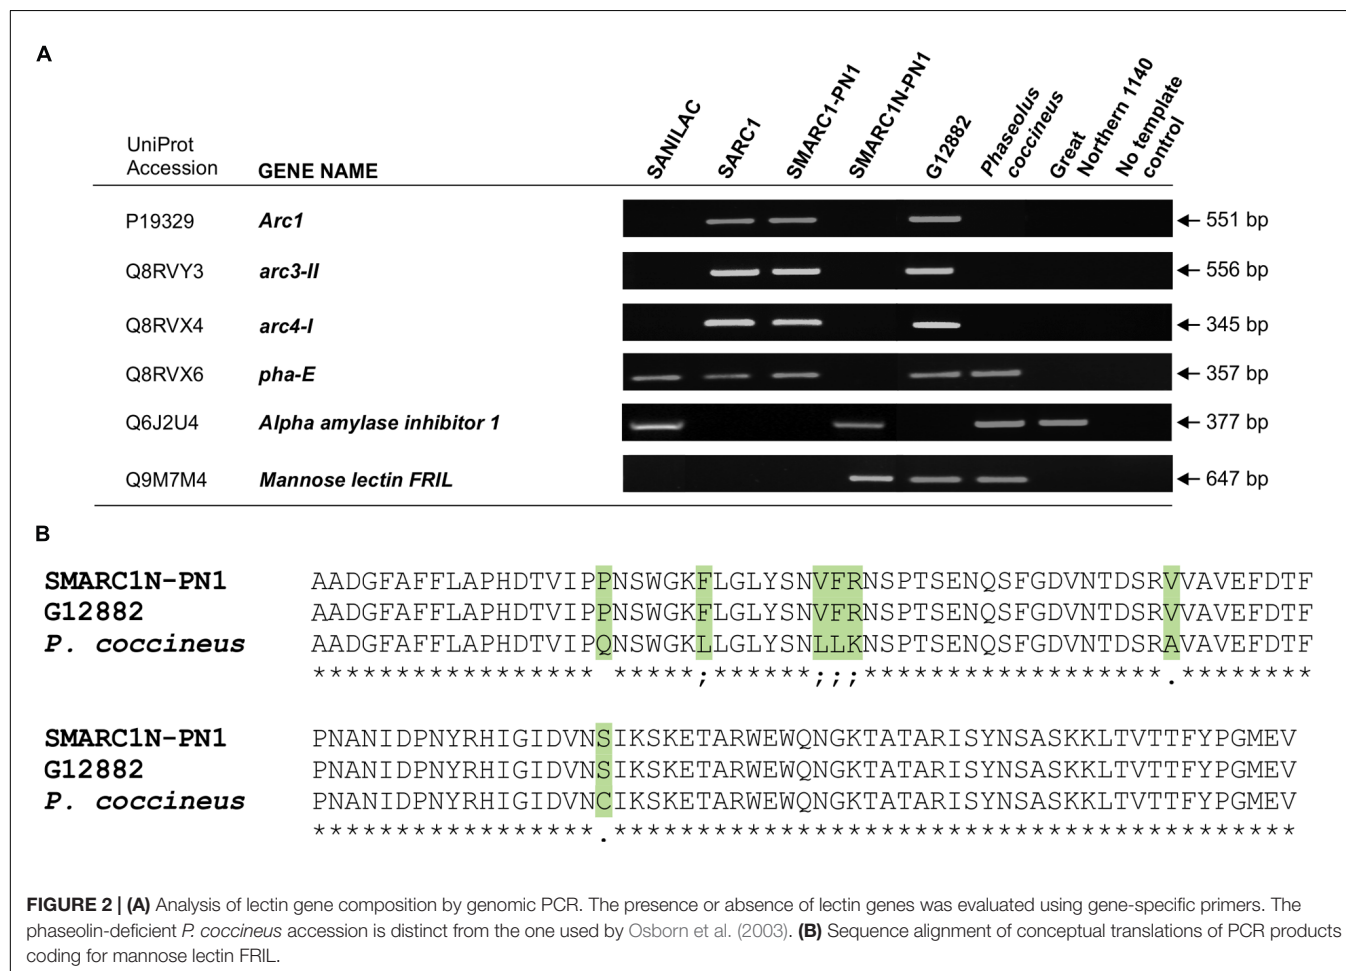 A
UniProt Accession GENE NAME SANILAC SARC1 SMARC1-PN1 SMARC1N-PN1 G12882 Phaseolus coccineus Great Northern 1140 No template control
P19329 Arc1 551 bp
Q8RVY3 arc3-II 556 bp
Q8RVX4 arc4-I 345 bp
Q8RVX6 pha-E 357 bp
Q6J2U4 Alpha amylase inhibitor 1 377 bp
Q9M7M4 Mannose lectin FRIL 647 bp
B
SMARC1N-PN1 AADGFAFFLAPHDTVIPPNSWGKFLGLYSNVFRNSPTSENQSFGDVNTDSRVVAVEFDTF
G12882 AADGFAFFLAPHDTVIPPNSWGKFLGLYSNVFRNSPTSENQSFGDVNTDSRVVAVEFDTF
P. coccineus AADGFAFFLAPHDTVIPQNSWGKLLGLYSNLLKNSPTSENQSFGDVNTDSRAVAVEFDTF
***************** *****;******;;;******************.********
SMARC1N-PN1 PNANIDPNYRHIGIDVNSIKSKETARWEWQNGKTATARISYNSASKKLTVTTFYPGMEV
G12882 PNANIDPNYRHIGIDVNSIKSKETARWEWQNGKTATARISYNSASKKLTVTTFYPGMEV
P. coccineus PNANIDPNYRHIGIDVNCIKSKETARWEWQNGKTATARISYNSASKKLTVTTFYPGMEV
*****************.*****************************************
FIGURE 2 | (A) Analysis of lectin gene composition by genomic PCR. The presence or absence of lectin genes was evaluated using gene-specific primers. The
phaseolin-deficient P. coccineus accession is distinct from the one used by Osborn et al. (2003). (B) Sequence alignment of conceptual translations of PCR products
coding for mannose lectin FRIL.